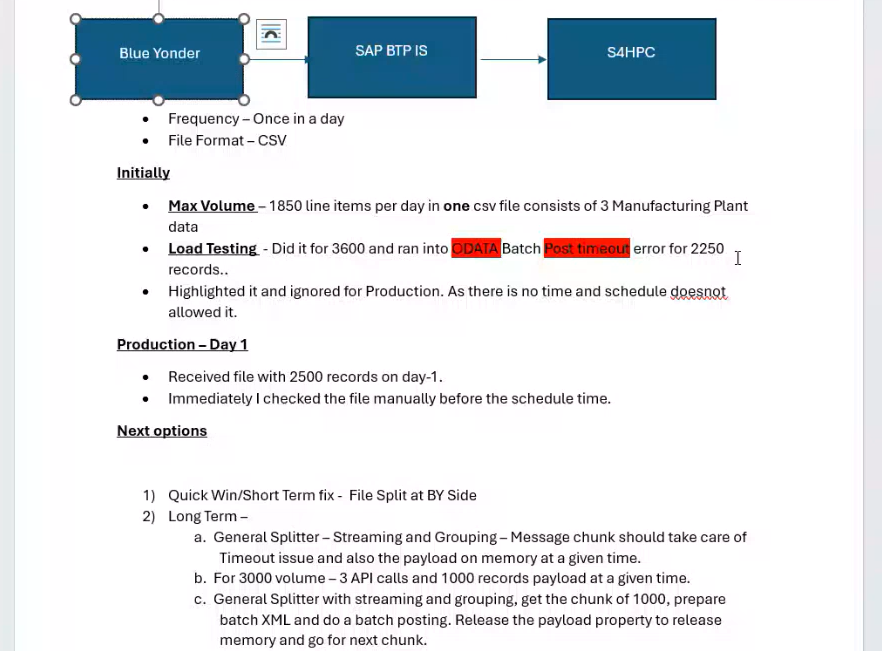 Blue Yonder
SAP BTP IS
S4HPC
• Frequency – Once in a day
• File Format – CSV
Initially
• Max Volume – 1850 line items per day in one csv file consists of 3 Manufacturing Plant
data
• Load Testing - Did it for 3600 and ran into ODATA Batch Post timeout error for 2250
records..
• Highlighted it and ignored for Production. As there is no time and schedule doesnot
allowed it.
Production – Day 1
• Received file with 2500 records on day-1.
• Immediately I checked the file manually before the schedule time.
Next options
1) Quick Win/Short Term fix - File Split at BY Side
2) Long Term –
a. General Splitter – Streaming and Grouping – Message chunk should take care of
Timeout issue and also the payload on memory at a given time.
b. For 3000 volume – 3 API calls and 1000 records payload at a given time.
c. General Splitter with streaming and grouping, get the chunk of 1000, prepare
batch XML and do a batch posting. Release the payload property to release
memory and go for next chunk.